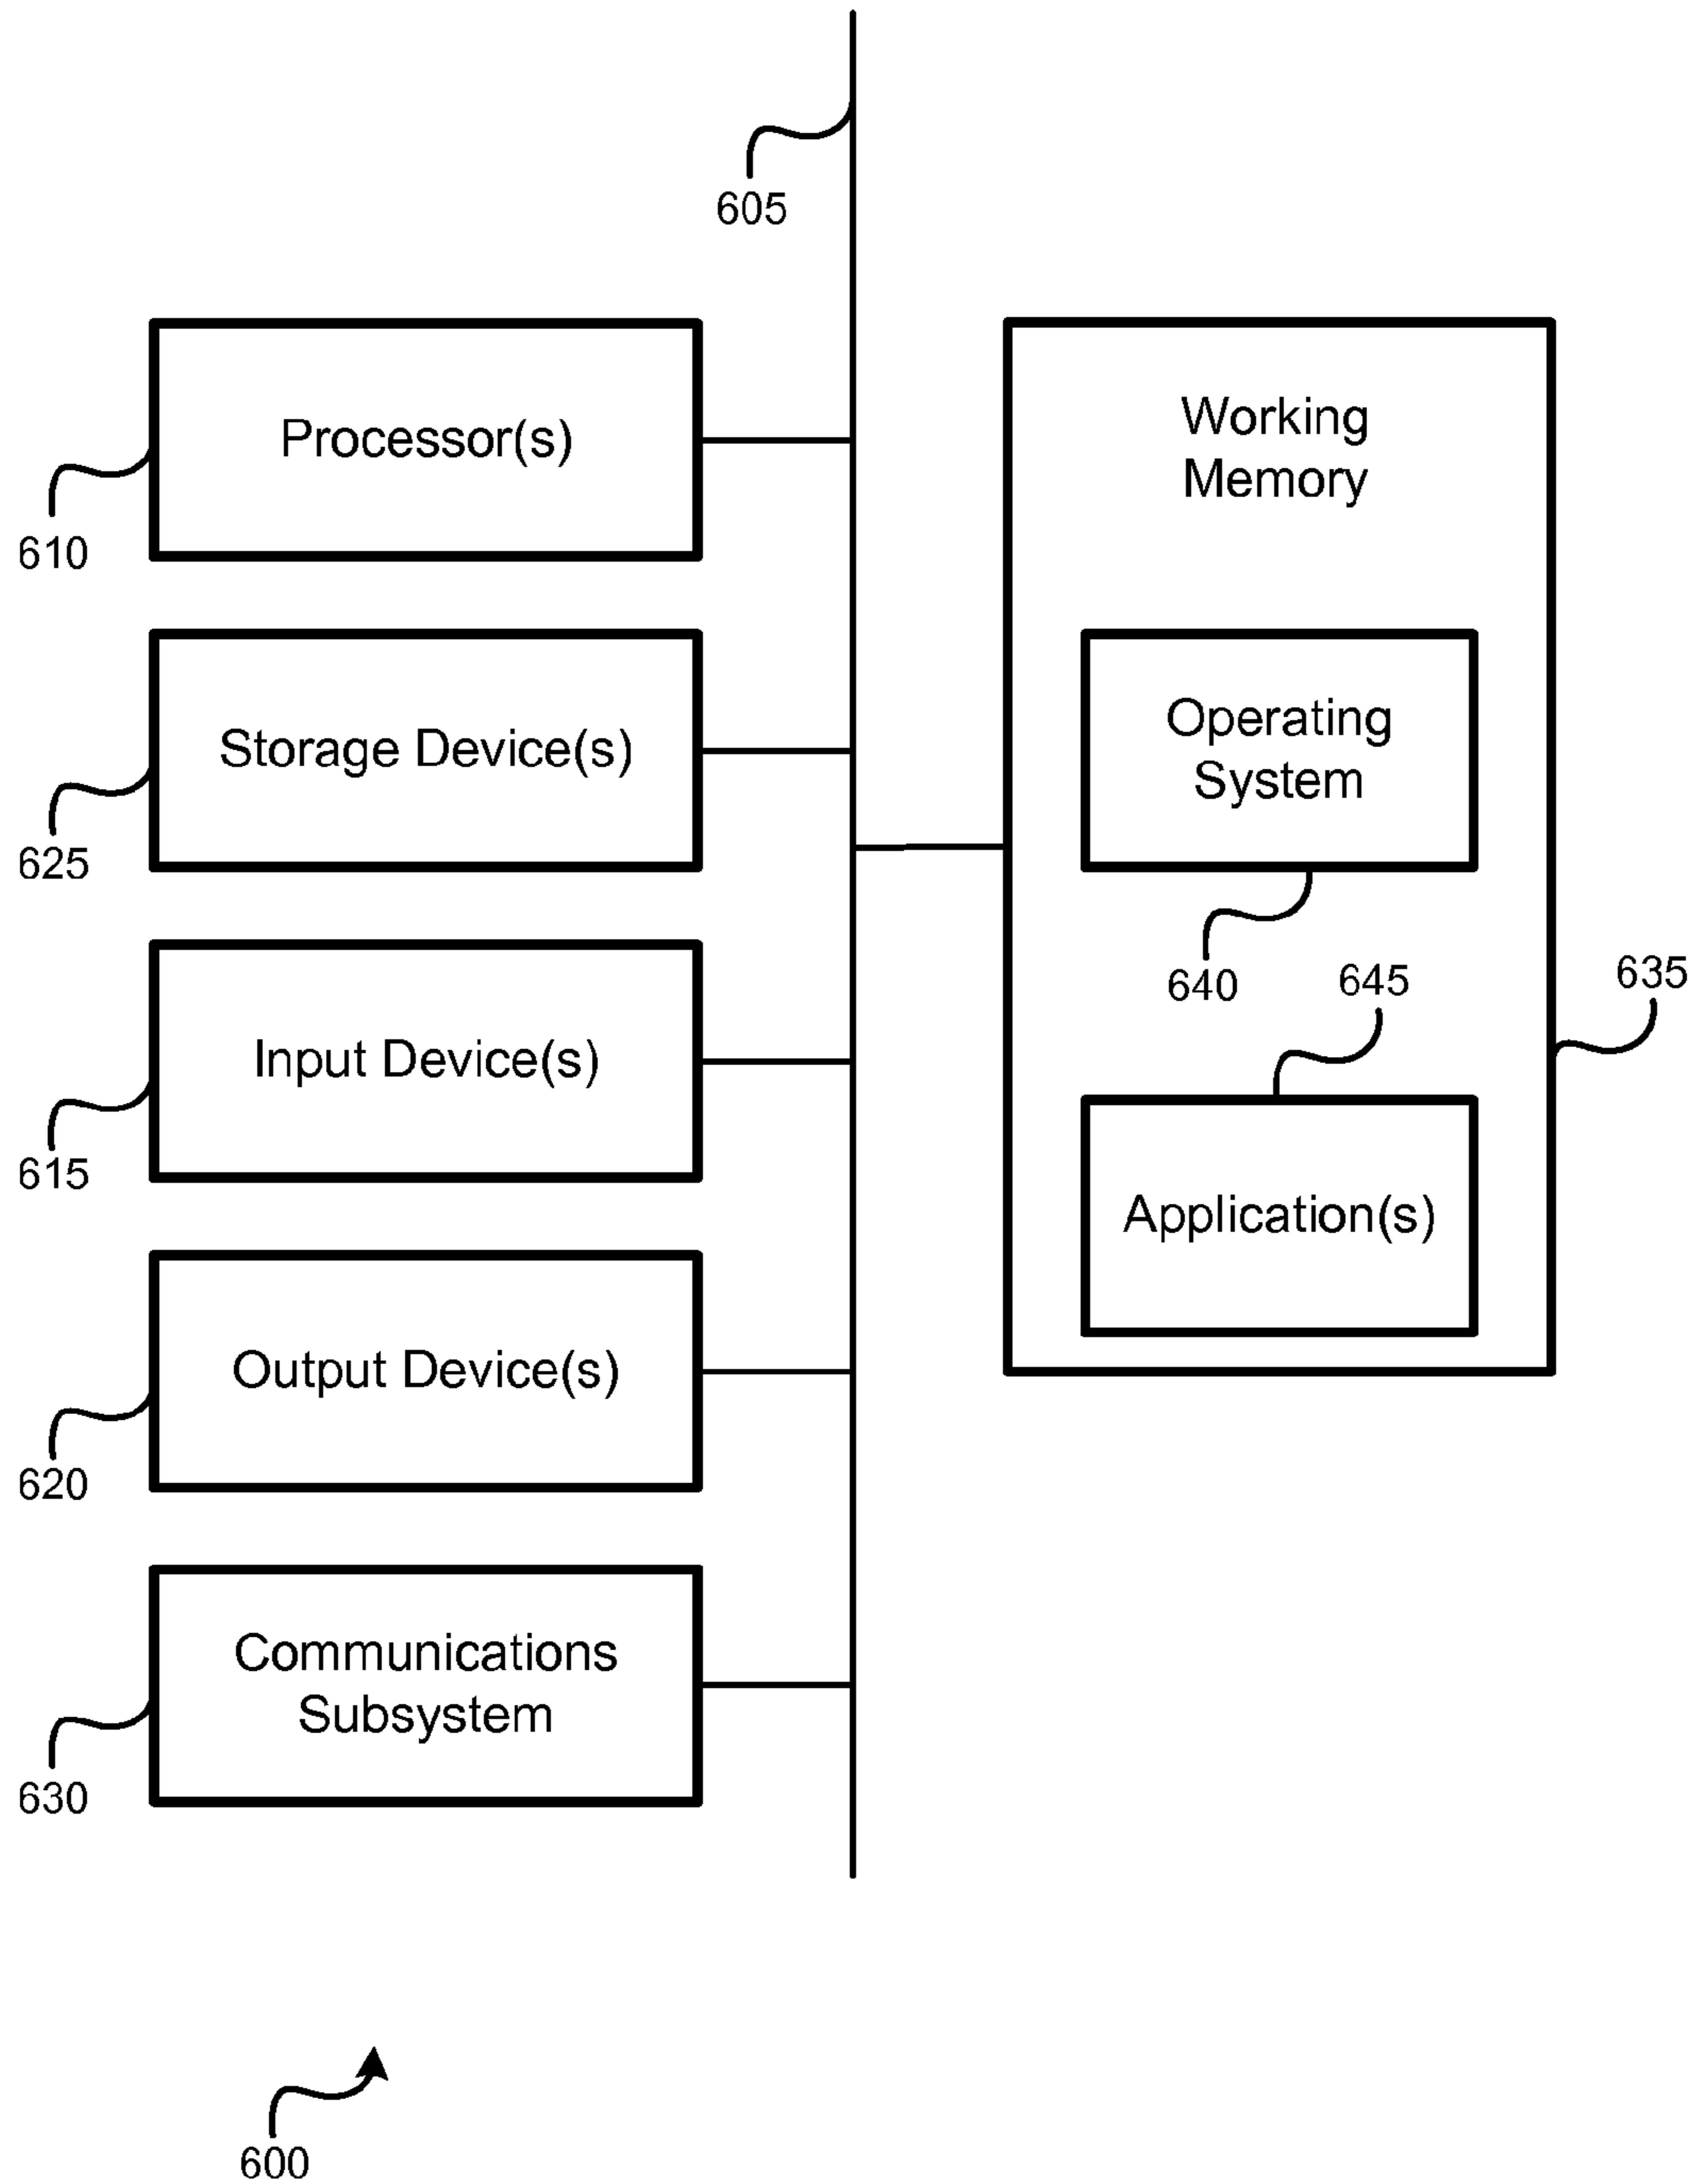 605
Processor(s)
610
Storage Device(s)
625
Input Device(s)
615
Output Device(s)
620
Communications
Subsystem
630
Working
Memory
Operating
System
640
645
635
Application(s)
600